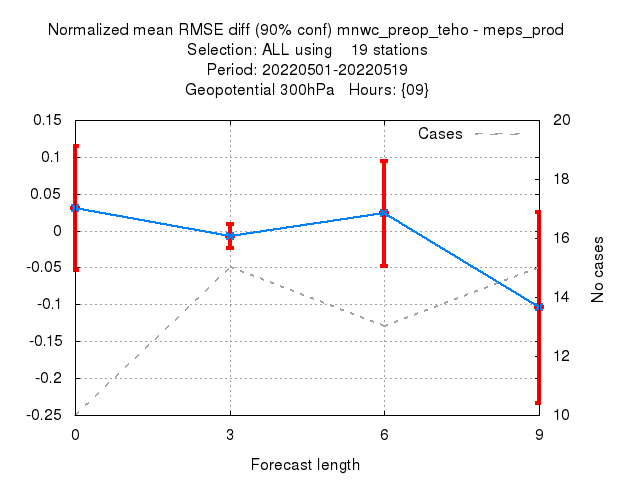 Normalized mean RMSE diff (90% conf) mnwc_preop_teho - meps_prod
Selection: ALL using    19 stations
Period: 20220501-20220519
Geopotential 300hPa   Hours: {09}
Cases
0.15
0.1
0.05
0
-0.05
-0.1
-0.15
-0.2
-0.25
20
18
16
14
12
10
No cases
0 3 6 9
Forecast length